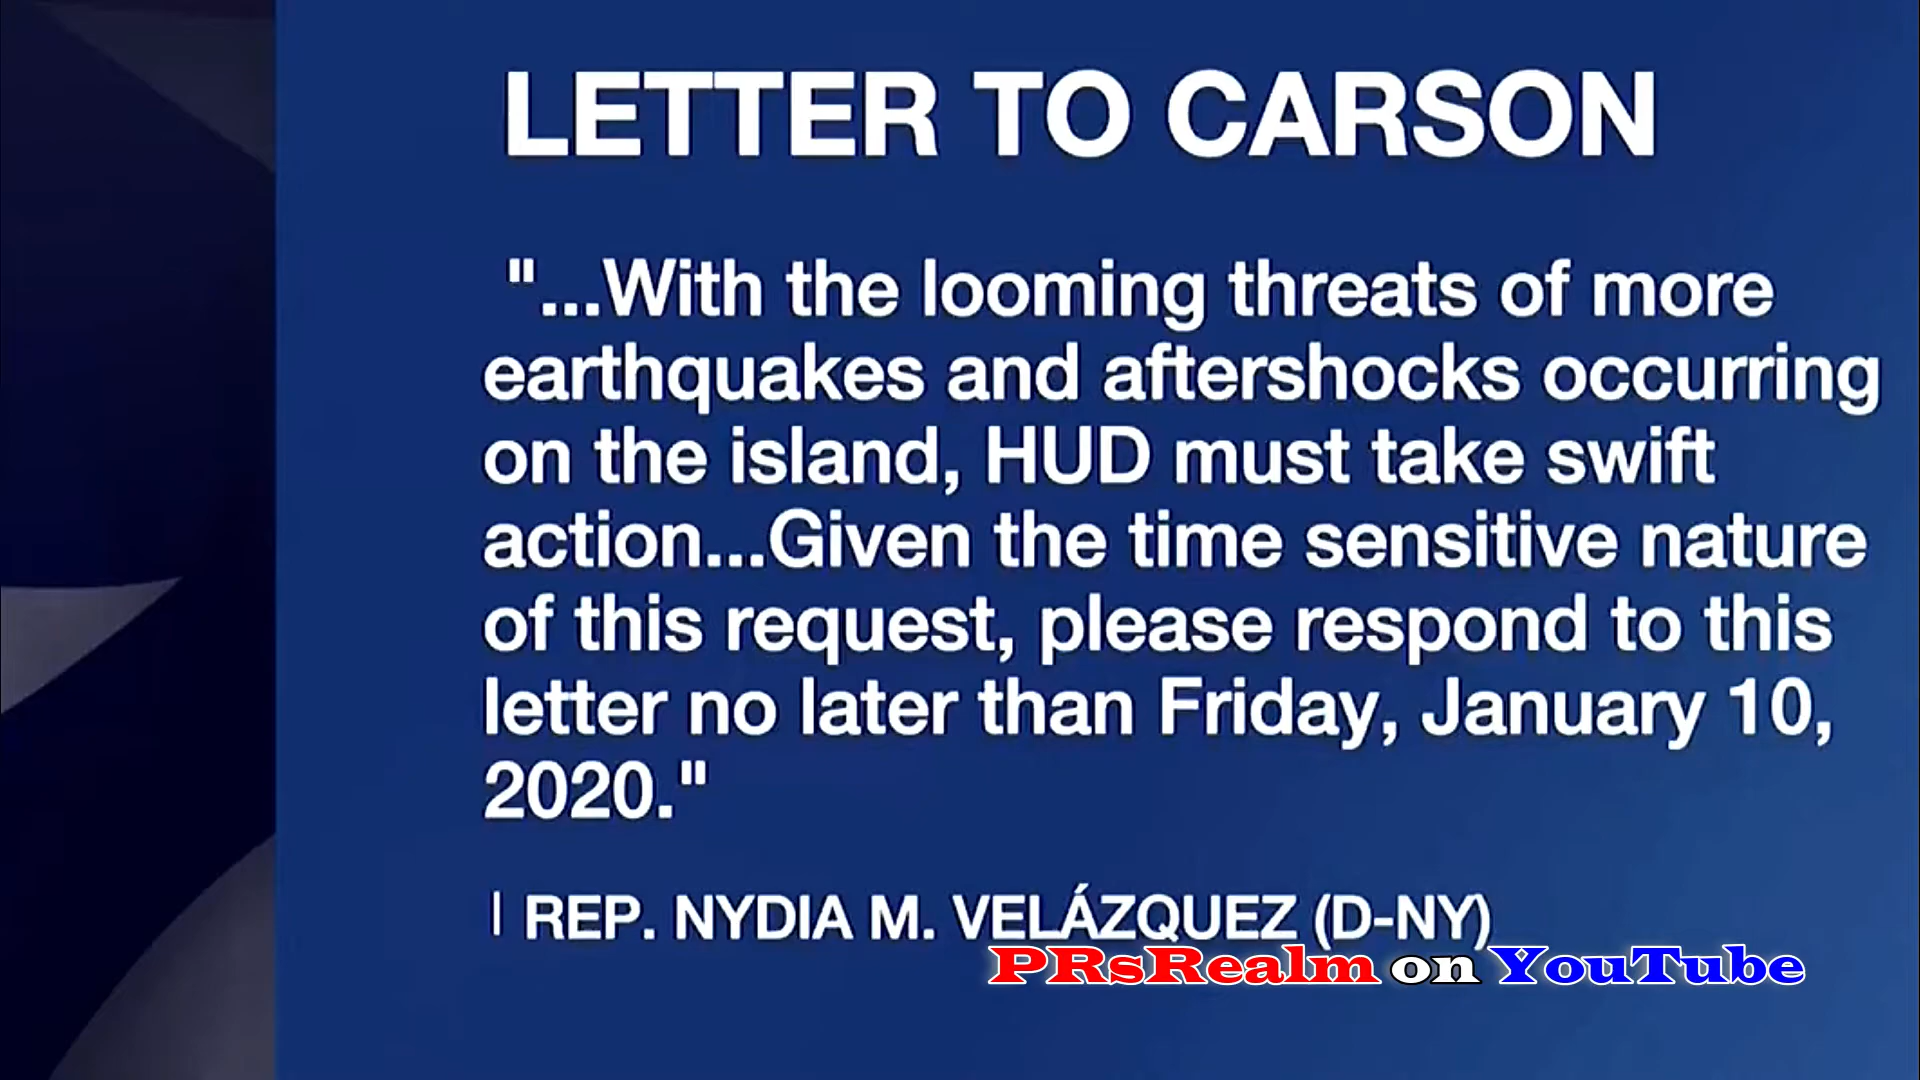 LETTER TO CARSON
"...With the looming threats of more
earthquakes and aftershocks occurring
on the island, HUD must take swift
action...Given the time sensitive nature
of this request, please respond to this
letter no later than Friday, January 10,
2020."
| REP. NYDIA M. VELÁZQUEZ (D-NY)
PRsRealm on YouTube